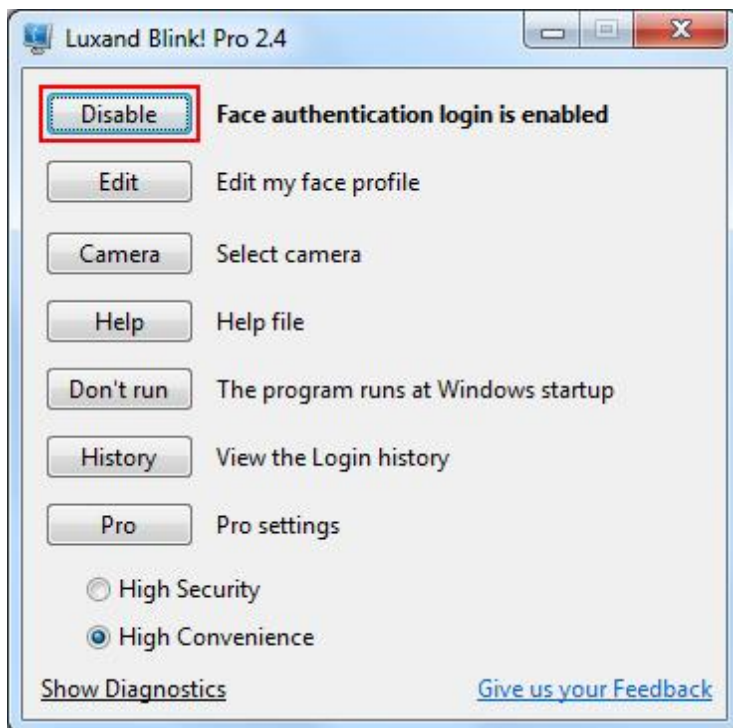 Luxand Blink! Pro 2.4
Disable Face authentication login is enabled
Edit Edit my face profile
Camera Select camera
Help Help file
Don't run The program runs at Windows startup
History View the Login history
Pro Pro settings
High Security
High Convenience
Show Diagnostics Give us your Feedback